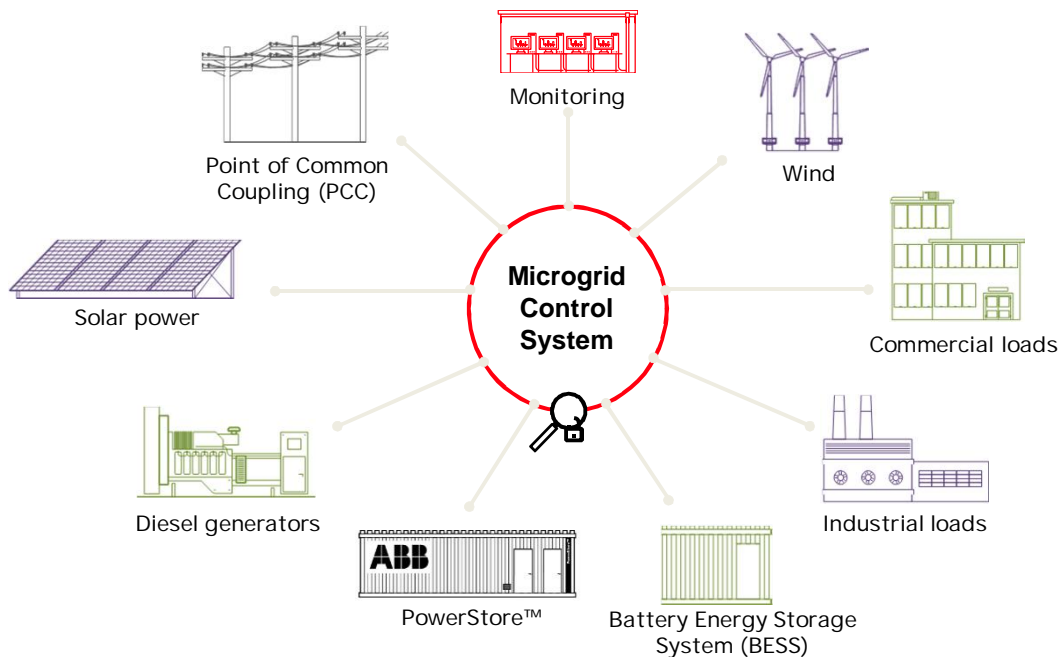 Monitoring
Point of Common
Coupling (PCC)
Wind
Microgrid
Control
System
Solar power
Commercial loads
Diesel generators
Industrial loads
ABB
PowerStore™
Battery Energy Storage
System (BESS)